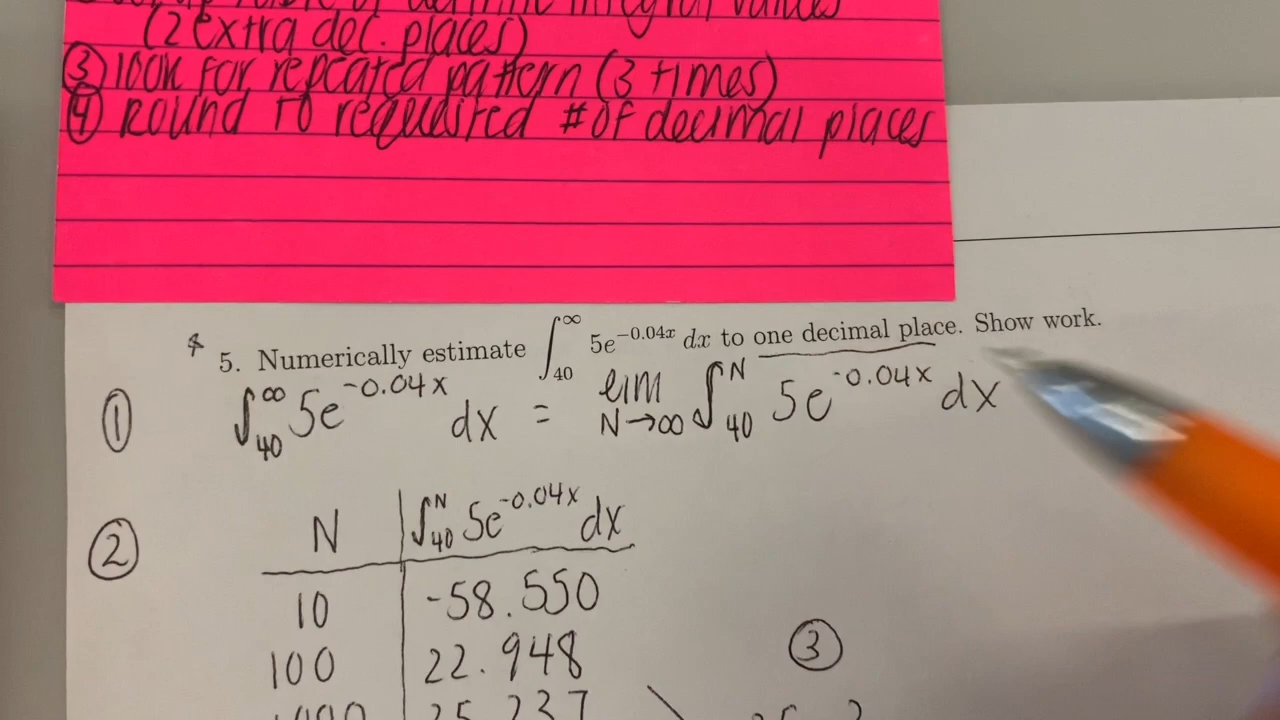 (2 extra dec. places)
③ look for repeated pattern (3 times)
④ Round to requested # of decimal places
5. Numerically estimate ∫₄₀^∞ 5e^{-0.04x} dx to one decimal place. Show work.
① ∫₄₀^∞ 5e^{-0.04x} dx = lim N→∞ ∫₄₀^N 5e^{-0.04x} dx
② N | ∫₄₀^N 5e^{-0.04x} dx
10 | -58.550
100 | 22.948 ③
1000 | 25.237